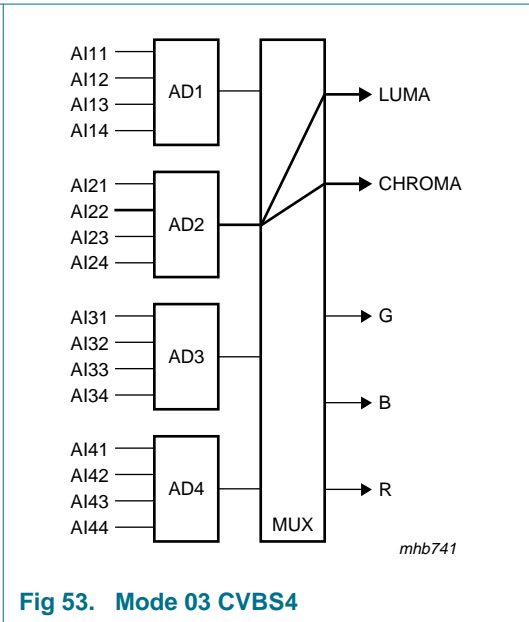 AI11
AI12
AI13
AI14
AD1
AI21
AI22
AI23
AI24
AD2
AI31
AI32
AI33
AI34
AD3
AI41
AI42
AI43
AI44
AD4
MUX
LUMA
CHROMA
G
B
R
mhb741
Fig 53. Mode 03 CVBS4